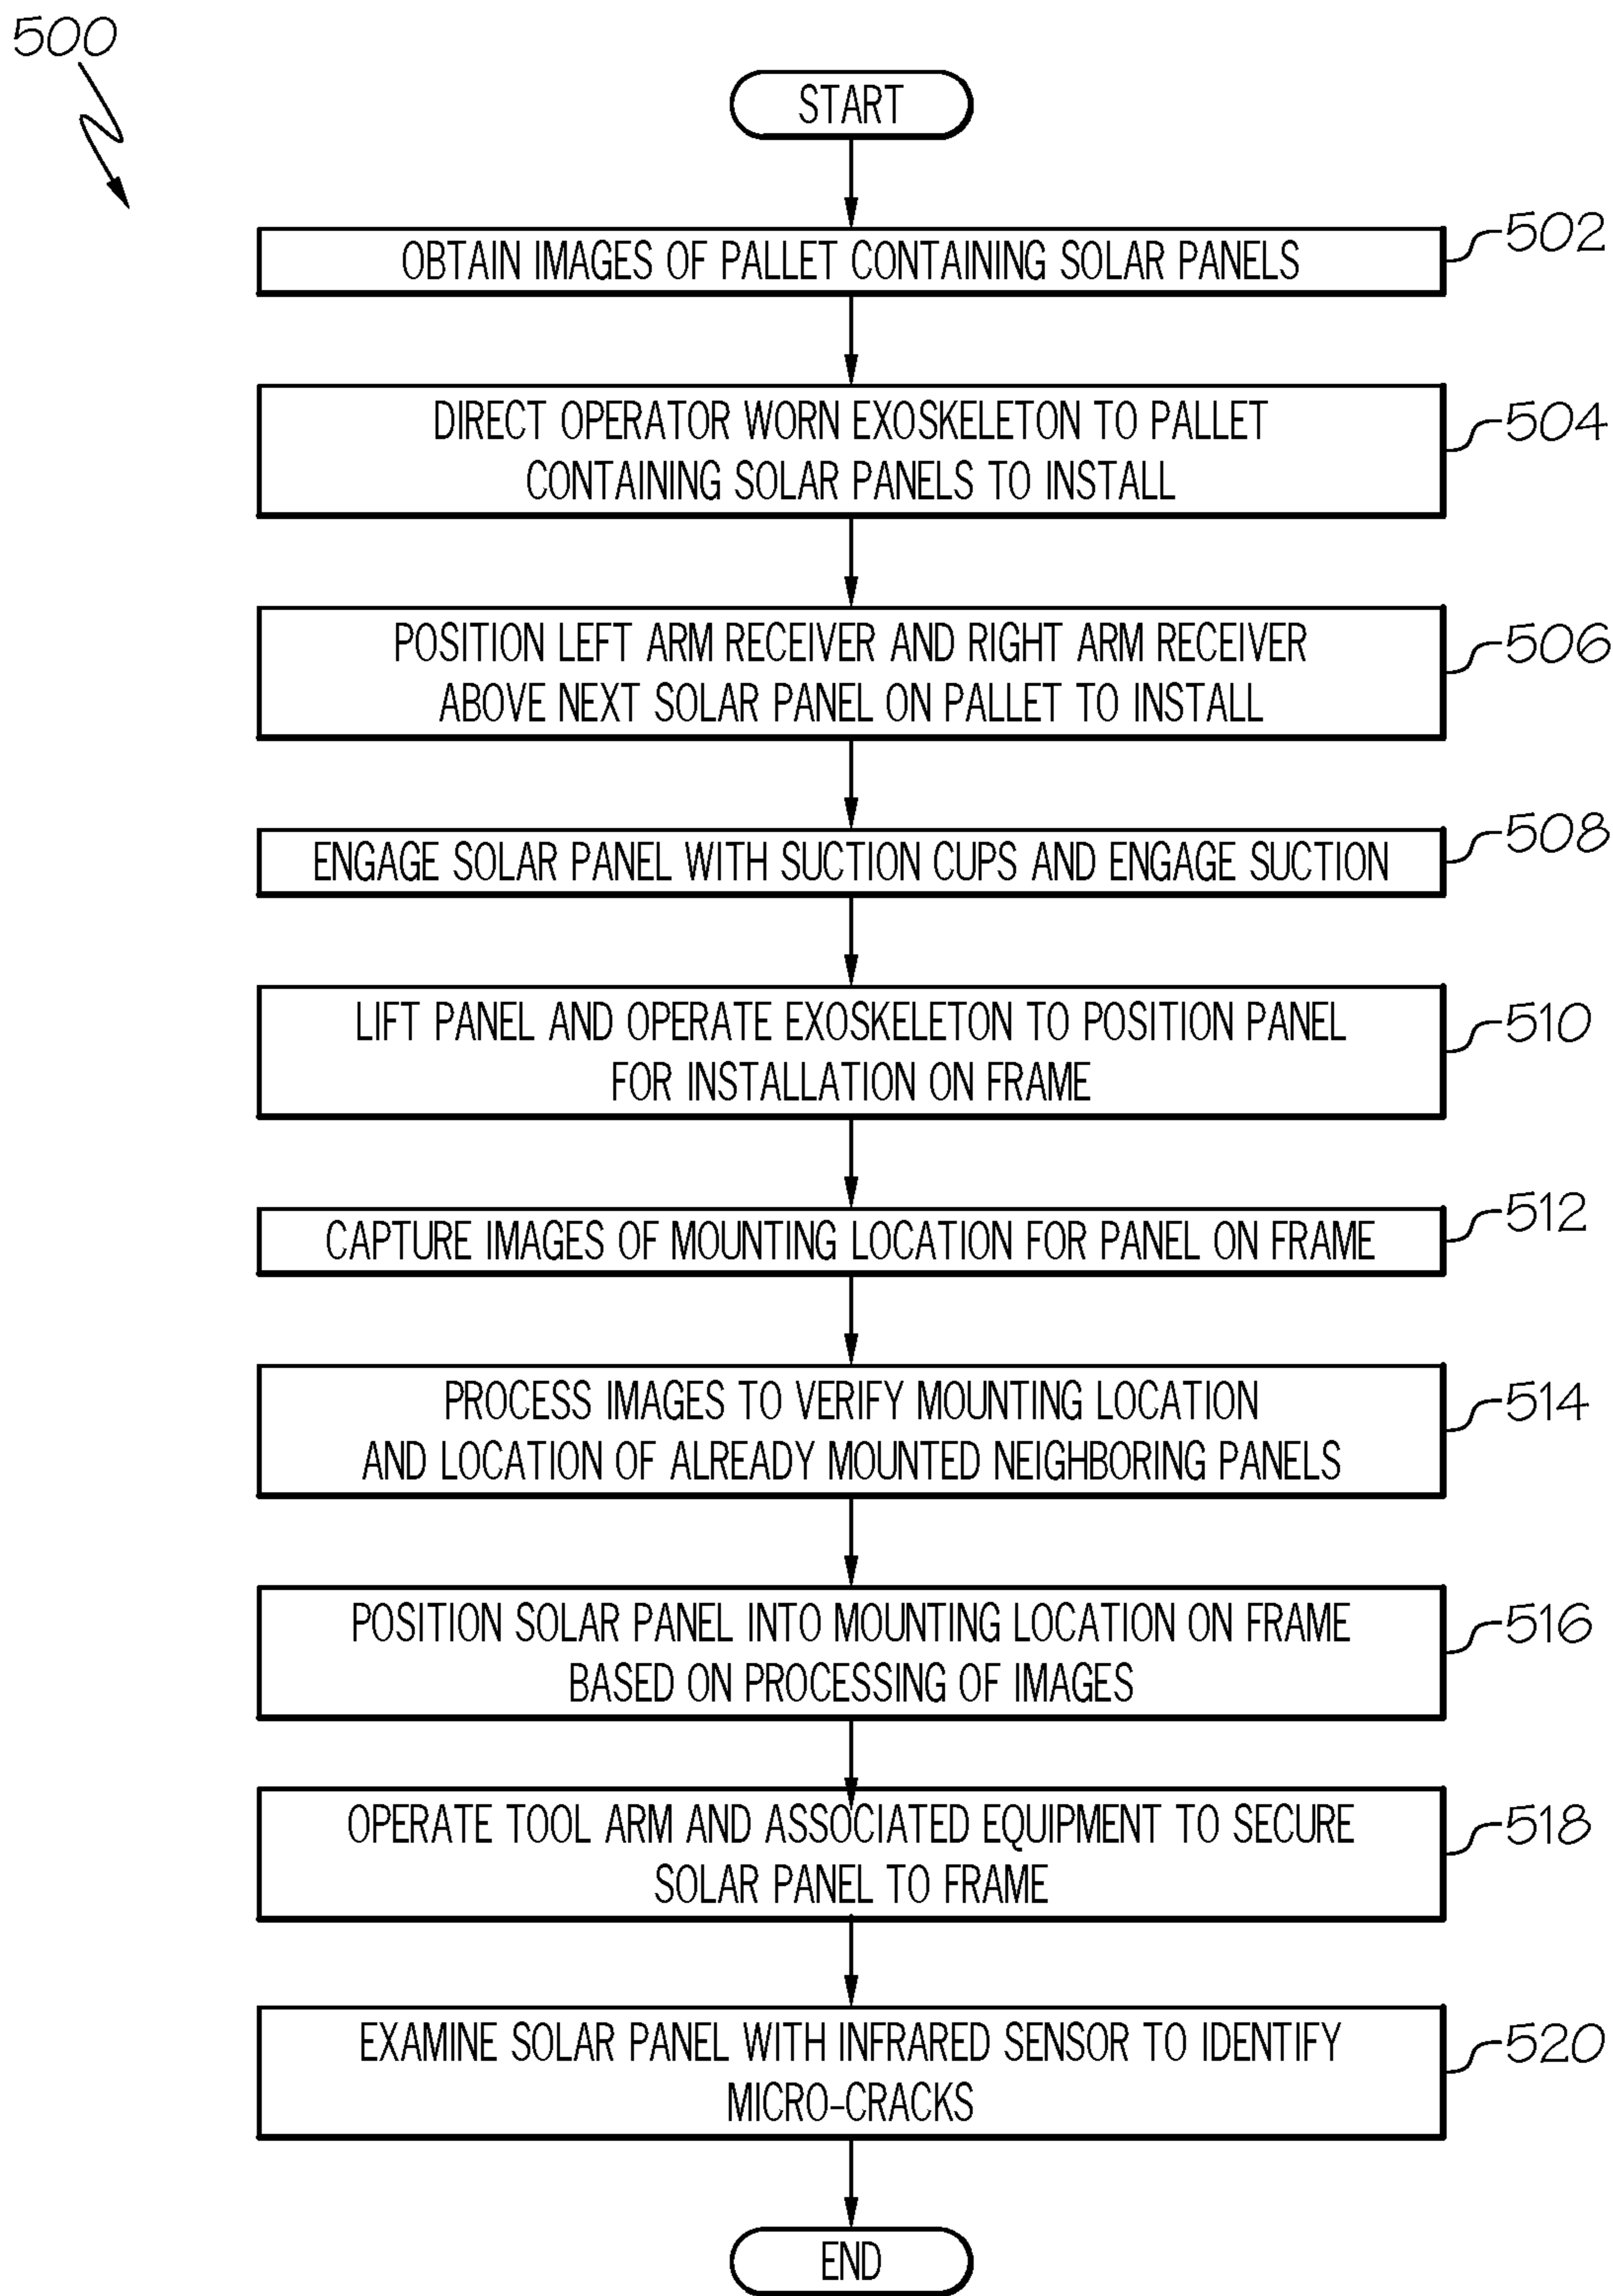 500
START
OBTAIN IMAGES OF PALLET CONTAINING SOLAR PANELS
502
DIRECT OPERATOR WORN EXOSKELETON TO PALLET
CONTAINING SOLAR PANELS TO INSTALL
504
POSITION LEFT ARM RECEIVER AND RIGHT ARM RECEIVER
ABOVE NEXT SOLAR PANEL ON PALLET TO INSTALL
506
ENGAGE SOLAR PANEL WITH SUCTION CUPS AND ENGAGE SUCTION
508
LIFT PANEL AND OPERATE EXOSKELETON TO POSITION PANEL
FOR INSTALLATION ON FRAME
510
CAPTURE IMAGES OF MOUNTING LOCATION FOR PANEL ON FRAME
512
PROCESS IMAGES TO VERIFY MOUNTING LOCATION
AND LOCATION OF ALREADY MOUNTED NEIGHBORING PANELS
514
POSITION SOLAR PANEL INTO MOUNTING LOCATION ON FRAME
BASED ON PROCESSING OF IMAGES
516
OPERATE TOOL ARM AND ASSOCIATED EQUIPMENT TO SECURE
SOLAR PANEL TO FRAME
518
EXAMINE SOLAR PANEL WITH INFRARED SENSOR TO IDENTIFY
MICRO-CRACKS
520
END